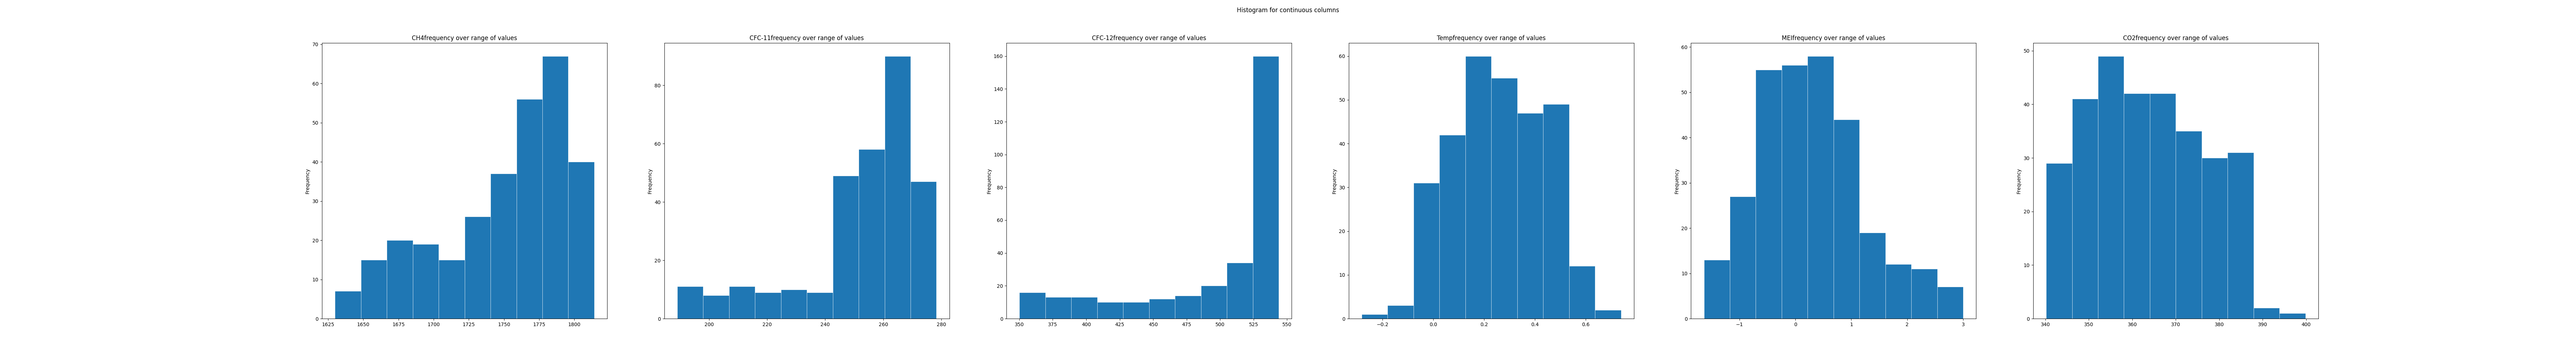 Histogram for continuous columns
CH4frequency over range of values
CFC-11frequency over range of values
CFC-12frequency over range of values
Tempfrequency over range of values
MEIfrequency over range of values
CO2frequency over range of values
Frequency
70
60
50
40
30
20
10
0
1625 1650 1675 1700 1725 1750 1775 1800
Frequency
80
60
40
20
0
200 220 240 260 280
Frequency
160
140
120
100
80
60
40
20
0
350 375 400 425 450 475 500 525 550
Frequency
60
50
40
30
20
10
0
−0.2 0.0 0.2 0.4 0.6
Frequency
60
50
40
30
20
10
0
−1 0 1 2 3
Frequency
50
40
30
20
10
0
340 350 360 370 380 390 400